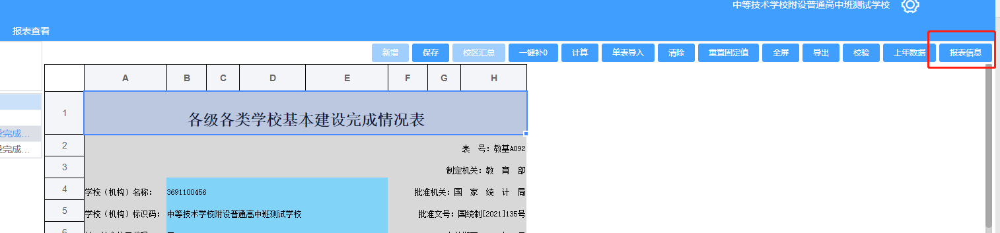 中等技术学校附设普通高中班测试学校
报表查看
新增 保存 校区汇总 一键补0 计算 单表导入 清除 重置固定值 全屏 导出 校验 上年数据 报表信息
A B C D E F G H
1 各级各类学校基本建设完成情况表
2 表 号：教基A092
3 制定机关：教 育 部
设完成...
4 学校（机构）名称： 3691100456 批准机关：国 家 统 计 局
设完成...
5 学校（机构）标识码： 中等技术学校附设普通高中班测试学校 批准文号：国统制[2021]135号
6